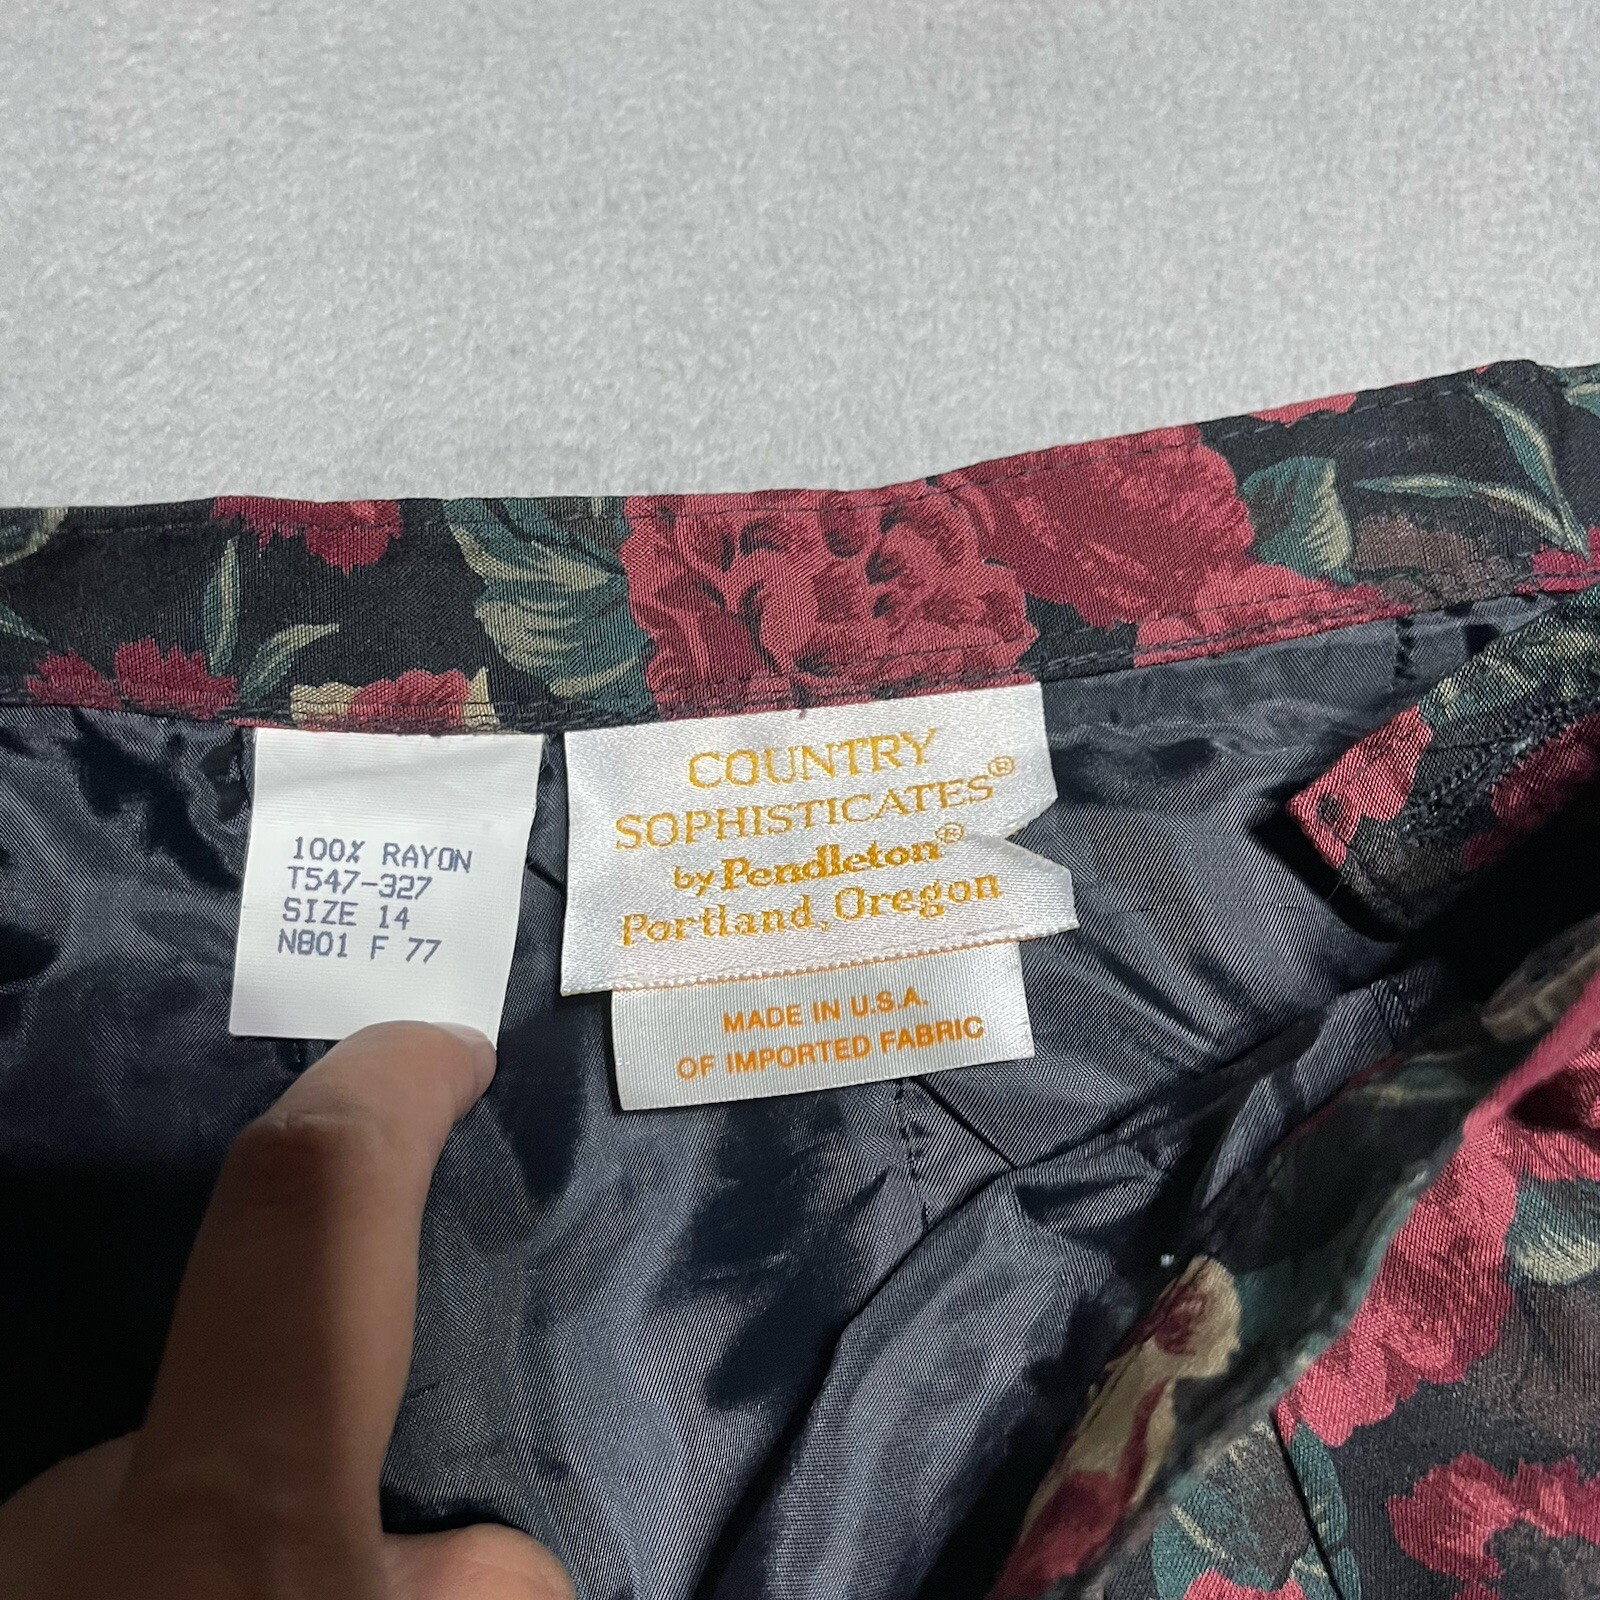 100% RAYON
T547-327
SIZE 14
N801 F 77
COUNTRY
SOPHISTICATES®
by Pendleton®
Portland, Oregon
MADE IN U.S.A.
OF IMPORTED FABRIC